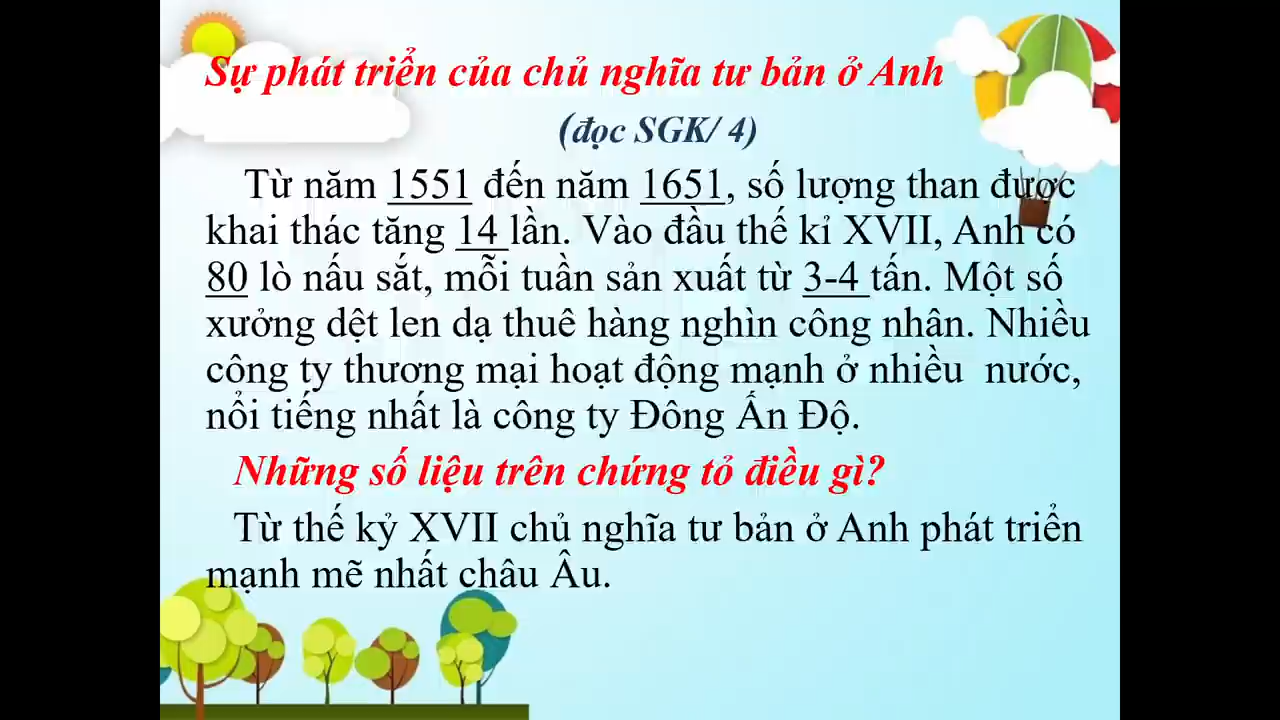 Sự phát triển của chủ nghĩa tư bản ở Anh
(đọc SGK/ 4)
Từ năm 1551 đến năm 1651, số lượng than được
khai thác tăng 14 lần. Vào đầu thế kỉ XVII, Anh có
80 lò nấu sắt, mỗi tuần sản xuất từ 3-4 tấn. Một số
xưởng dệt len dạ thuê hàng nghìn công nhân. Nhiều
công ty thương mại hoạt động mạnh ở nhiều nước,
nổi tiếng nhất là công ty Đông Ấn Độ.
Những số liệu trên chứng tỏ điều gì?
Từ thế kỷ XVII chủ nghĩa tư bản ở Anh phát triển
mạnh mẽ nhất châu Âu.